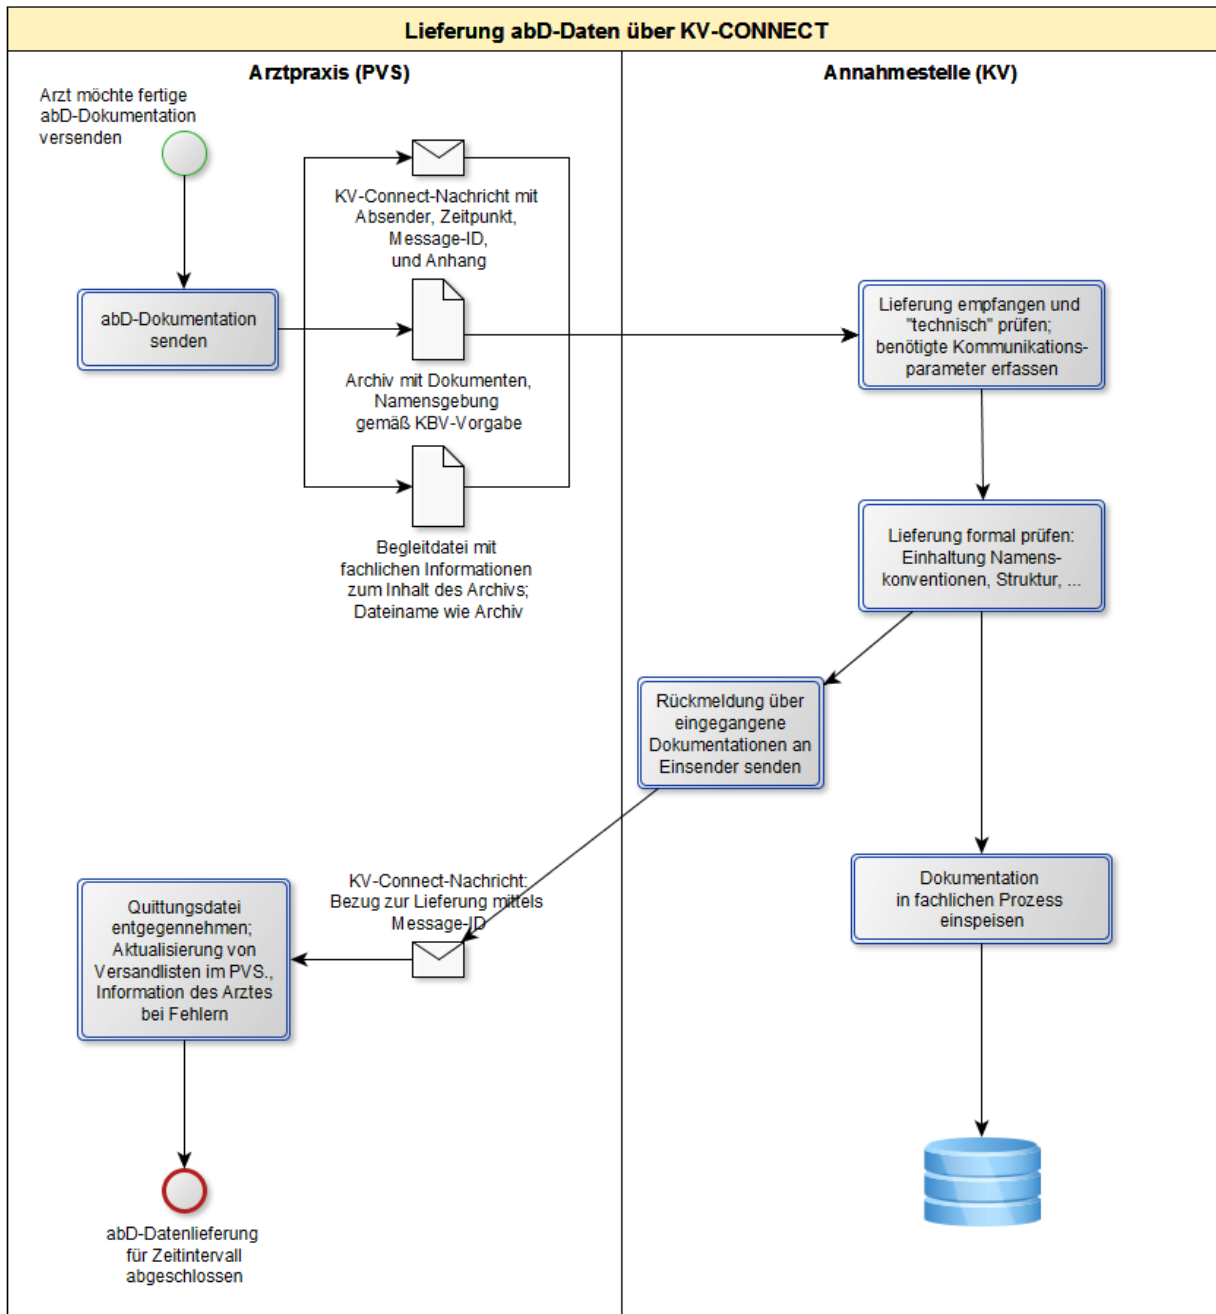 Lieferung abD-Daten über KV-CONNECT
Arztpraxis (PVS)
Annahmestelle (KV)
Arzt möchte fertige
abD-Dokumentation
versenden
KV-Connect-Nachricht mit
Absender, Zeitpunkt,
Message-ID,
und Anhang
abD-Dokumentation
senden
Archiv mit Dokumenten,
Namensgebung
gemäß KBV-Vorgabe
Begleitdatei mit
fachlichen Informationen
zum Inhalt des Archivs;
Dateiname wie Archiv
Lieferung empfangen und
"technisch" prüfen;
benötigte Kommunikations-
parameter erfassen
Lieferung formal prüfen:
Einhaltung Namens-
konventionen, Struktur, ...
Rückmeldung über
eingegangene
Dokumentationen an
Einsender senden
Dokumentation
in fachlichen Prozess
einspeisen
KV-Connect-Nachricht:
Bezug zur Lieferung mittels
Message-ID
Quittungsdatei
entgegennehmen;
Aktualisierung von
Versandlisten im PVS.,
Information des Arztes
bei Fehlern
abD-Datenlieferung
für Zeitintervall
abgeschlossen